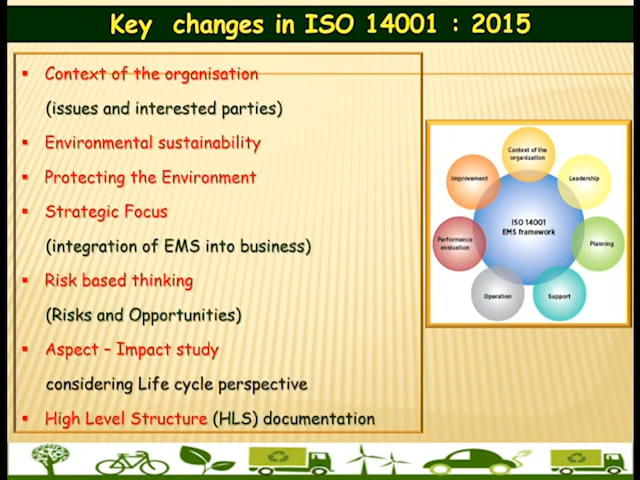 Key changes in ISO 14001 : 2015
▪ Context of the organisation
(issues and interested parties)
▪ Environmental sustainability
▪ Protecting the Environment
▪ Strategic Focus
(integration of EMS into business)
▪ Risk based thinking
(Risks and Opportunities)
▪ Aspect – Impact study
considering Life cycle perspective
▪ High Level Structure (HLS) documentation
Context of the
organization
Leadership
Planning
Support
Operation
Performance
evaluation
Improvement
ISO 14001
EMS framework